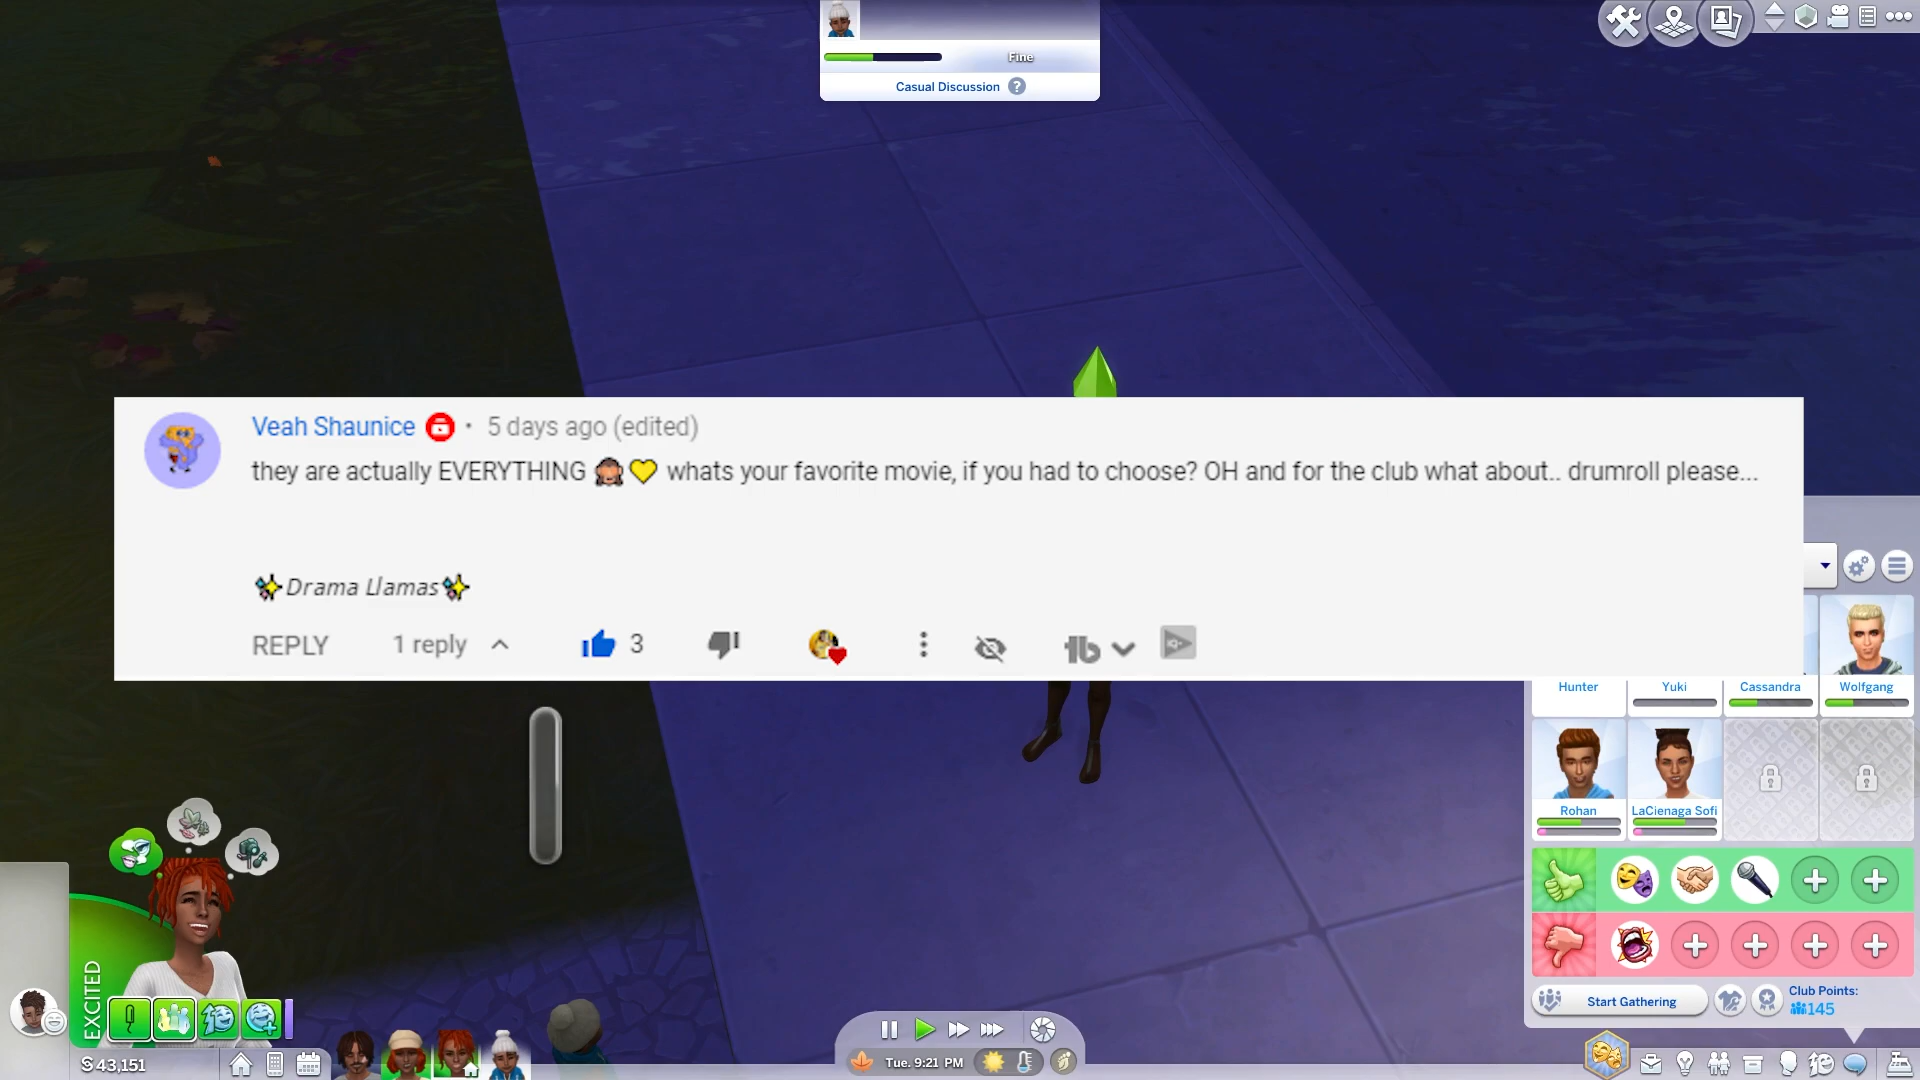 Fine
Casual Discussion ?
Veah Shaunice • 5 days ago (edited)
they are actually EVERYTHING 🙈💛 whats your favorite movie, if you had to choose? OH and for the club what about.. drumroll please...
✨Drama Llamas✨
REPLY 1 reply 3
Hunter Yuki Cassandra Wolfgang
Rohan LaCienaga Sofi
Start Gathering
Club Points:
145
EXCITED
§43,151
Tue. 9:21 PM